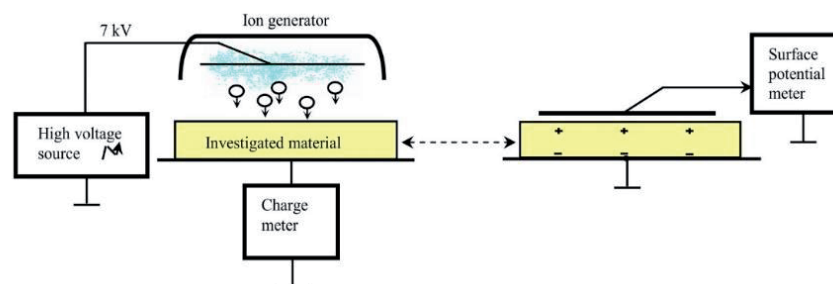 Ion generator
7 kV
High voltage
source
Investigated material
Charge
meter
Surface
potential
meter
+ + +
− − −